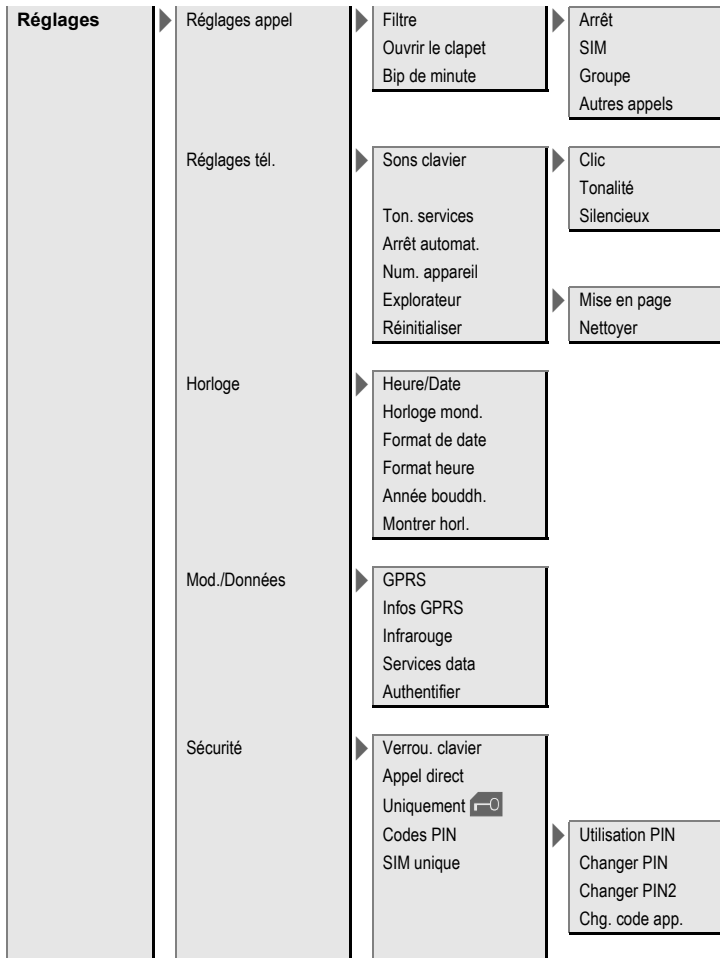 Réglages
Réglages appel
Filtre
Ouvrir le clapet
Bip de minute
Arrêt
SIM
Groupe
Autres appels
Réglages tél.
Sons clavier
Ton. services
Arrêt automat.
Num. appareil
Explorateur
Réinitialiser
Clic
Tonalité
Silencieux
Mise en page
Nettoyer
Horloge
Heure/Date
Horloge mond.
Format de date
Format heure
Année bouddh.
Montrer horl.
Mod./Données
GPRS
Infos GPRS
Infrarouge
Services data
Authentifier
Sécurité
Verrou. clavier
Appel direct
Uniquement
Codes PIN
SIM unique
Utilisation PIN
Changer PIN
Changer PIN2
Chg. code app.